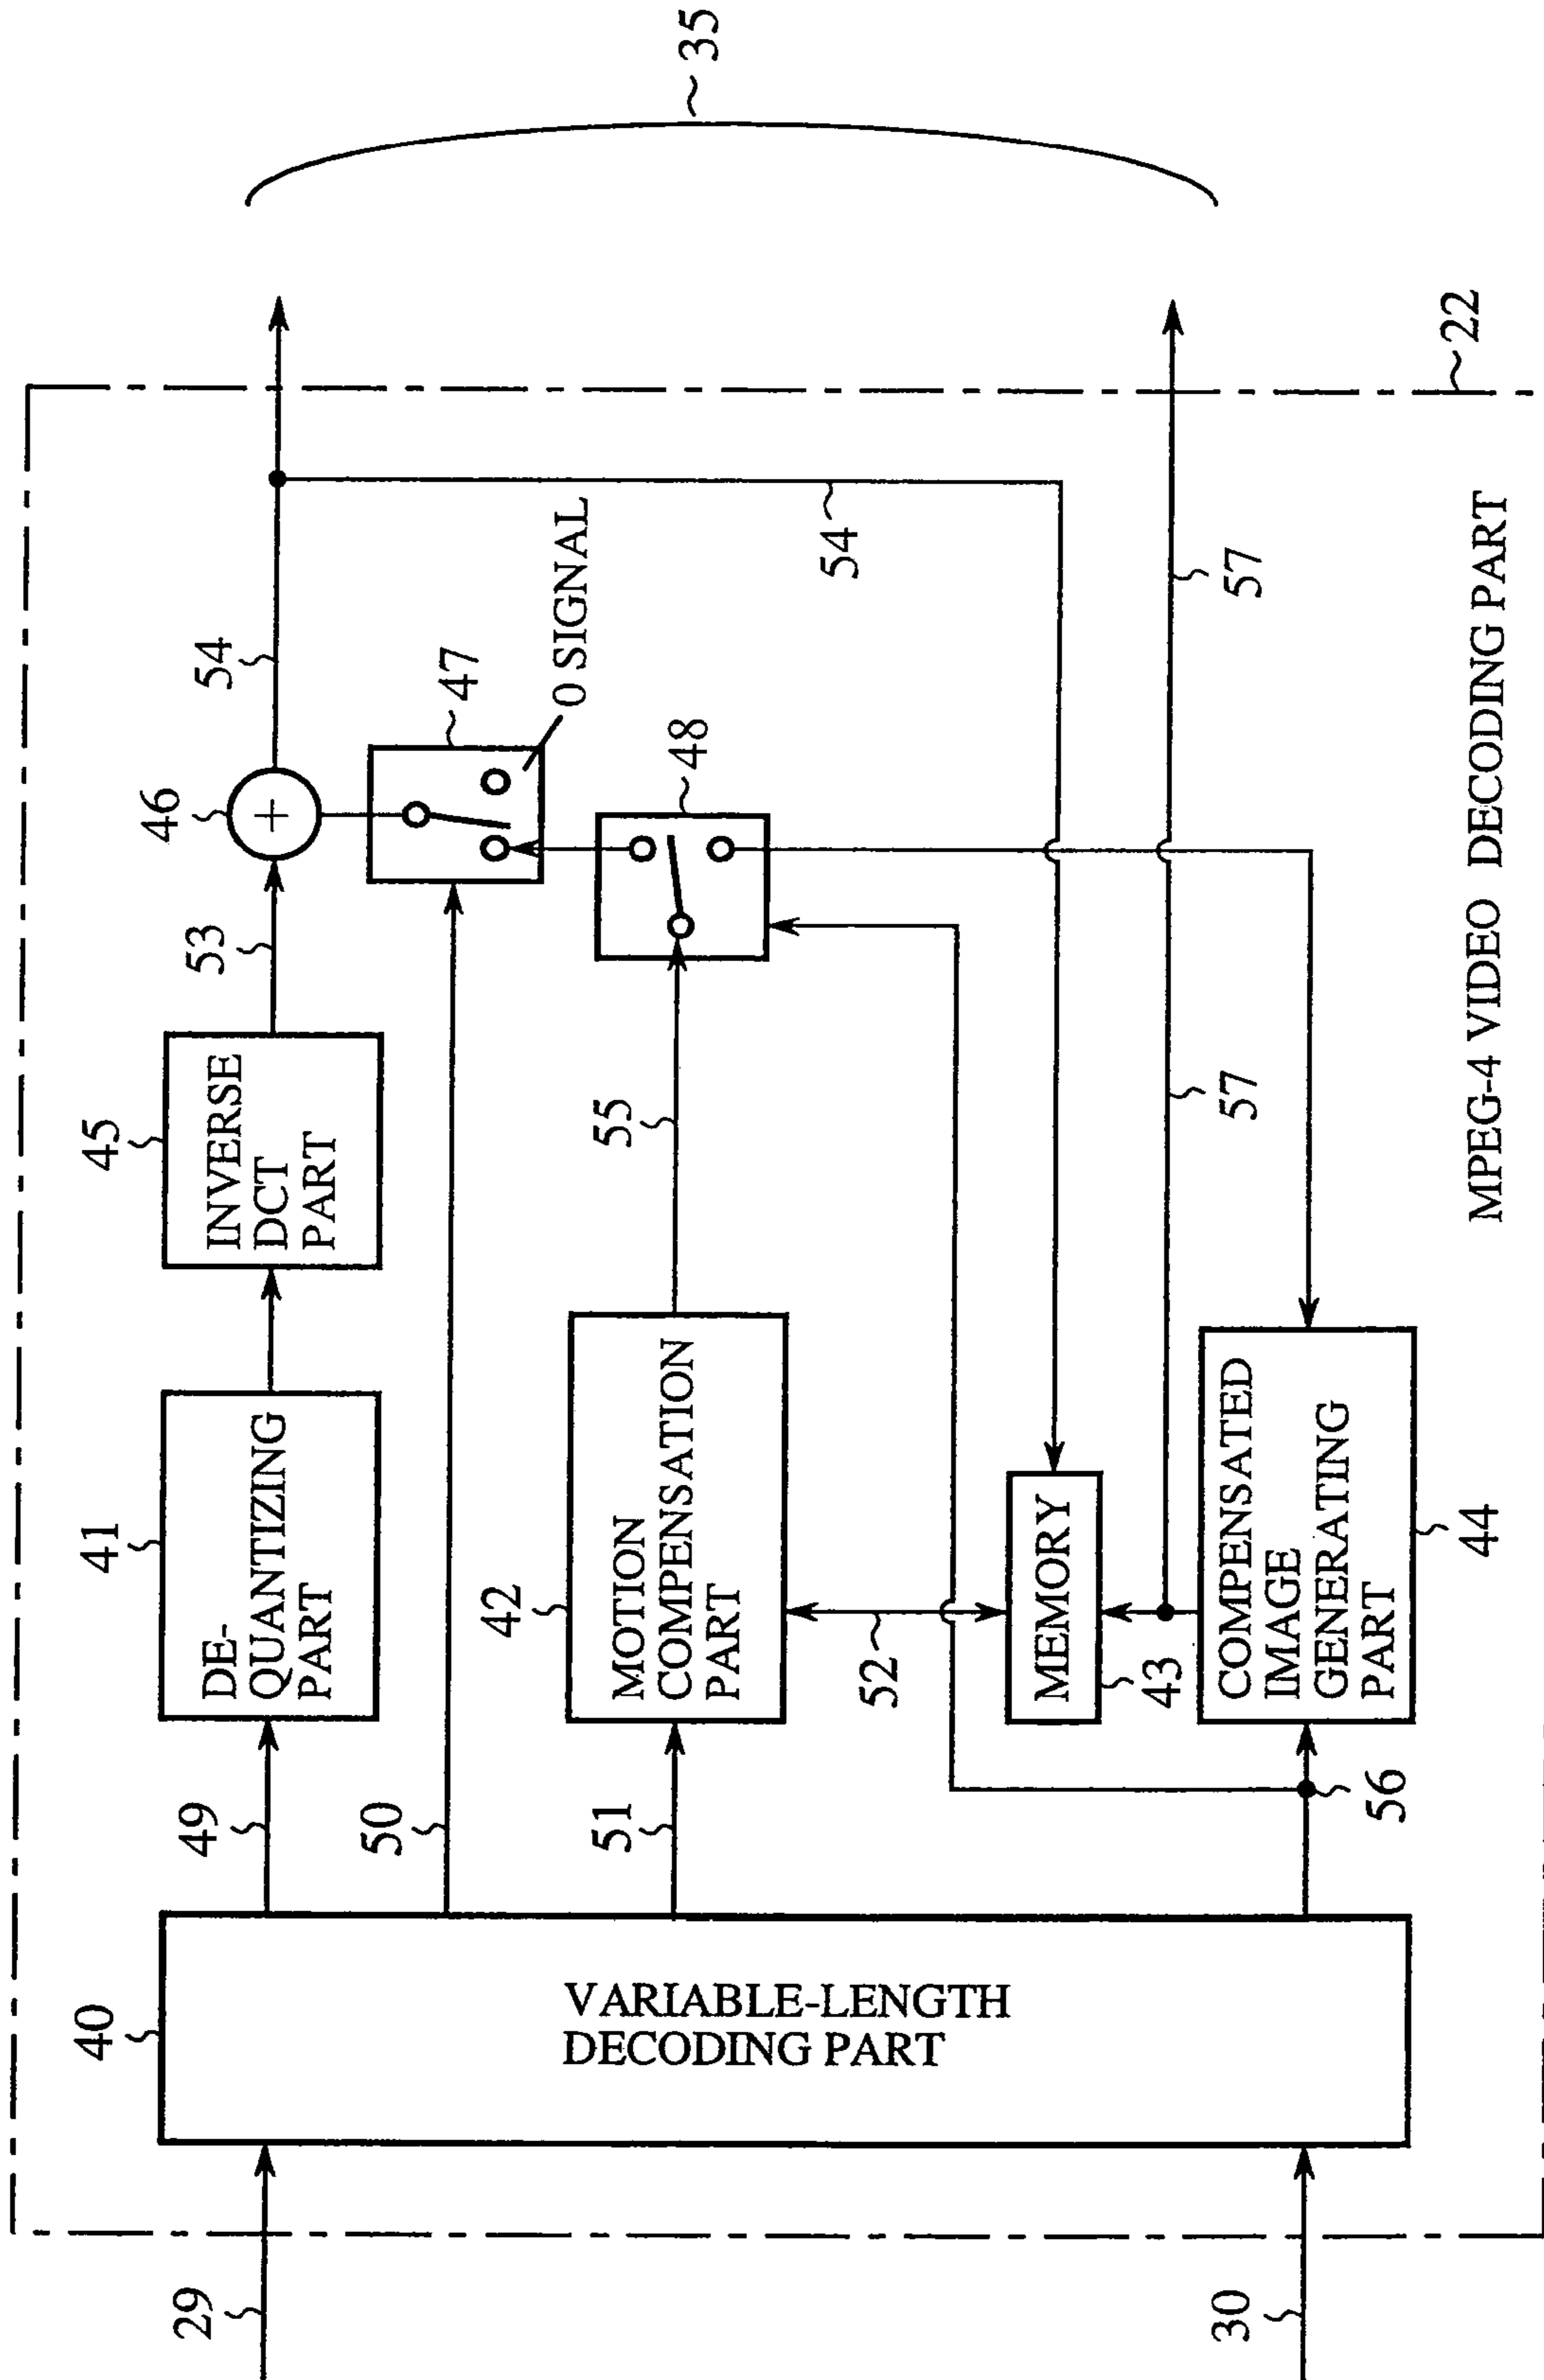 35
54
57
22
54
46
47
0 SIGNAL
48
54
57
53
45
INVERSE
DCT
PART
55
41
DE-
QUANTIZING
PART
42
MOTION
COMPENSATION
PART
52
MEMORY
43
COMPENSATED
IMAGE
GENERATING
PART
44
49
50
51
56
40
VARIABLE-LENGTH
DECODING PART
29
30
MPEG-4 VIDEO DECODING PART